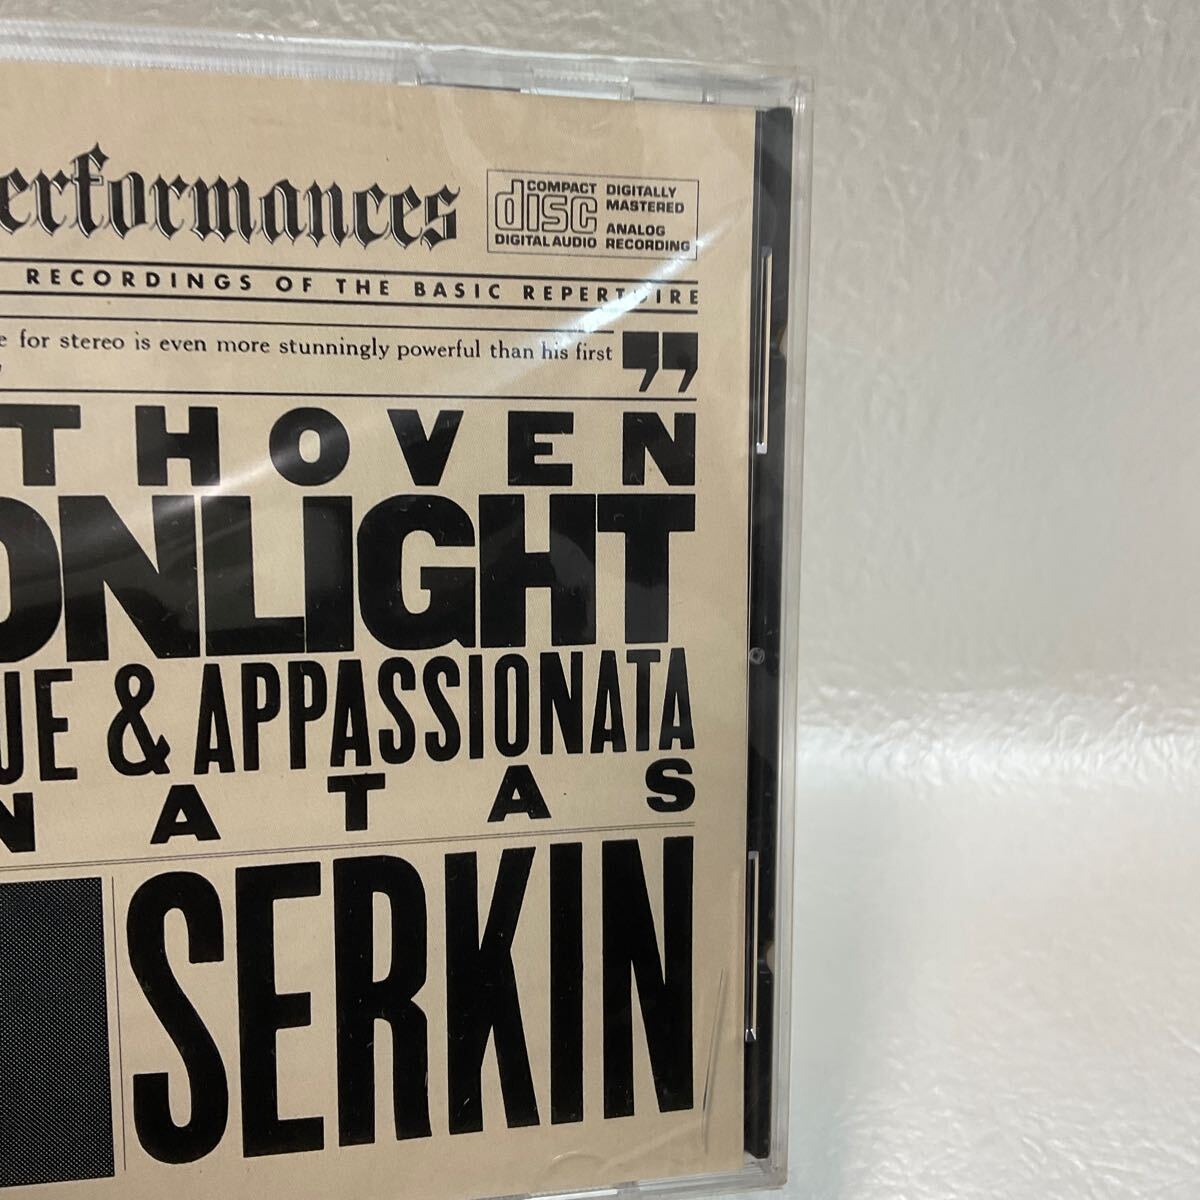 erformances
COMPACT
disc
DIGITAL AUDIO
DIGITALLY
MASTERED
ANALOG
RECORDING
RECORDINGS OF THE BASIC REPERTOIRE
e for stereo is even more stunningly powerful than his first
”
THOVEN
ONLIGHT
UE & APPASSIONATA
NATAS
SERKIN